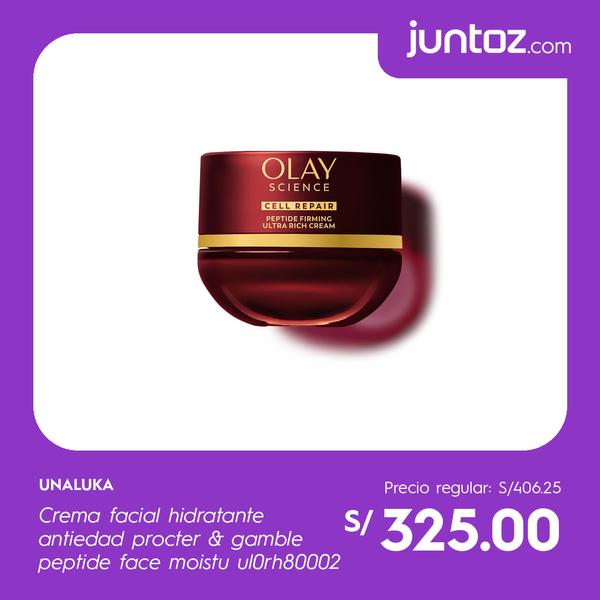 juntoz.com
OLAY
SCIENCE
CELL REPAIR
PEPTIDE FIRMING
ULTRA RICH CREAM
UNALUKA
Crema facial hidratante
antiedad procter & gamble
peptide face moistu ul0rh80002
Precio regular: S/406.25
S/ 325.00